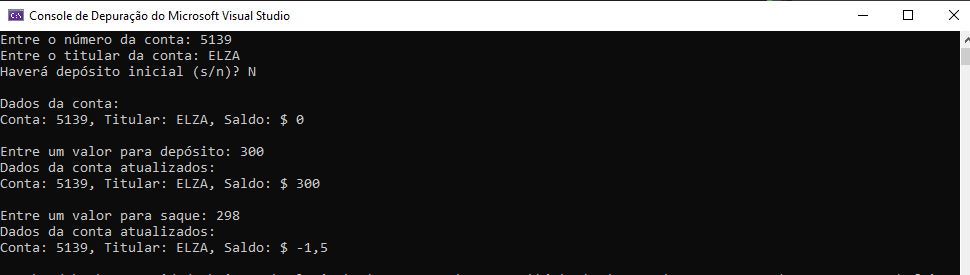 Console de Depuração do Microsoft Visual Studio
Entre o número da conta: 5139
Entre o titular da conta: ELZA
Haverá depósito inicial (s/n)? N
Dados da conta:
Conta: 5139, Titular: ELZA, Saldo: $ 0
Entre um valor para depósito: 300
Dados da conta atualizados:
Conta: 5139, Titular: ELZA, Saldo: $ 300
Entre um valor para saque: 298
Dados da conta atualizados:
Conta: 5139, Titular: ELZA, Saldo: $ -1,5